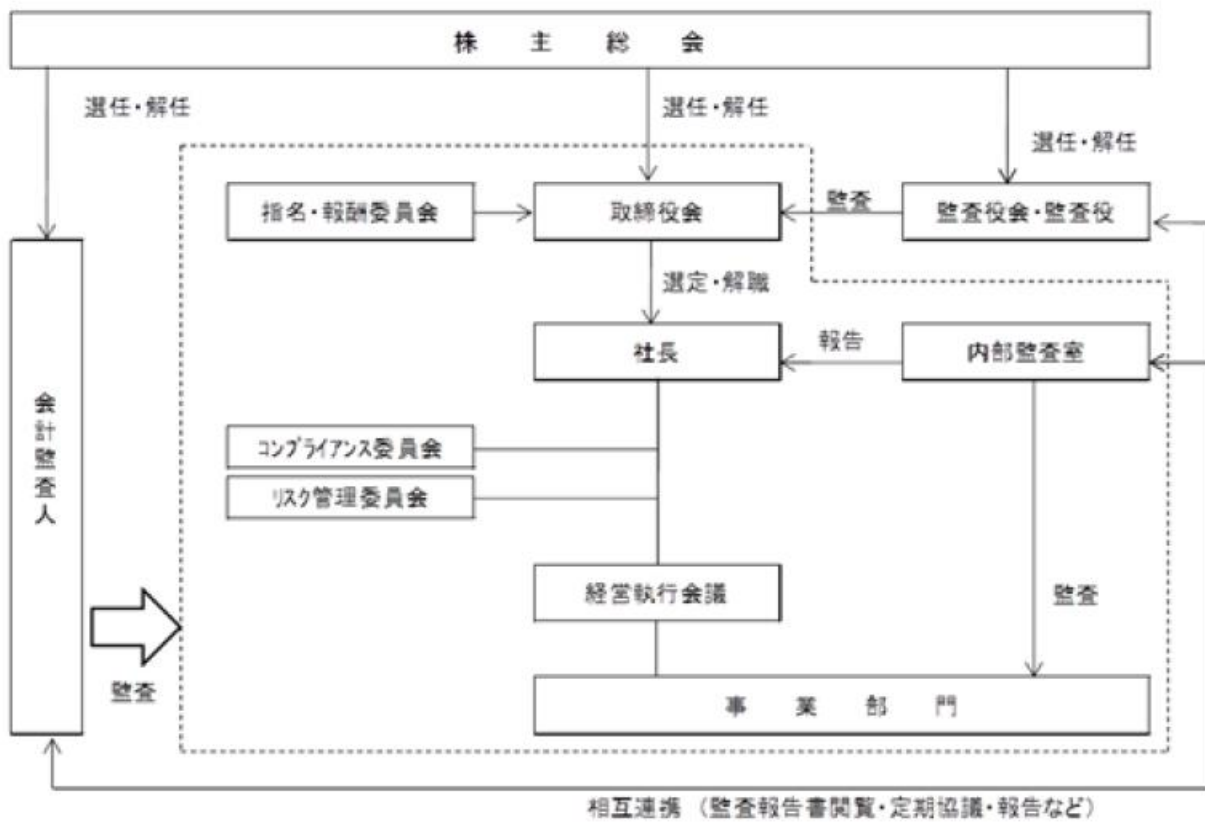 株主総会
選任・解任
選任・解任
選任・解任
指名・報酬委員会
取締役会
監査
監査役会・監査役
選定・解職
社長
報告
内部監査室
会計監査人
コンプライアンス委員会
リスク管理委員会
経営執行会議
監査
監査
事業部門
相互連携（監査報告書閲覧・定期協議・報告など）